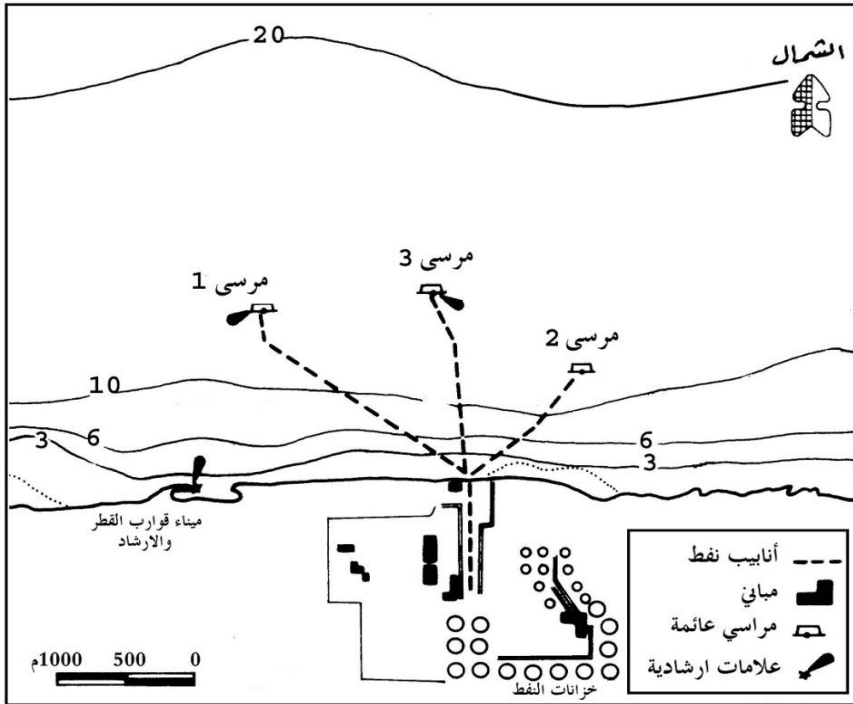 20
الشمال
مرسى 1
مرسى 3
مرسى 2
10
3
6
6
3
ميناء قوارب القطر
والارشاد
أنابيب نفط
مباني
مراسي عائمة
علامات ارشادية
خزانات النفط
1000م 500 0